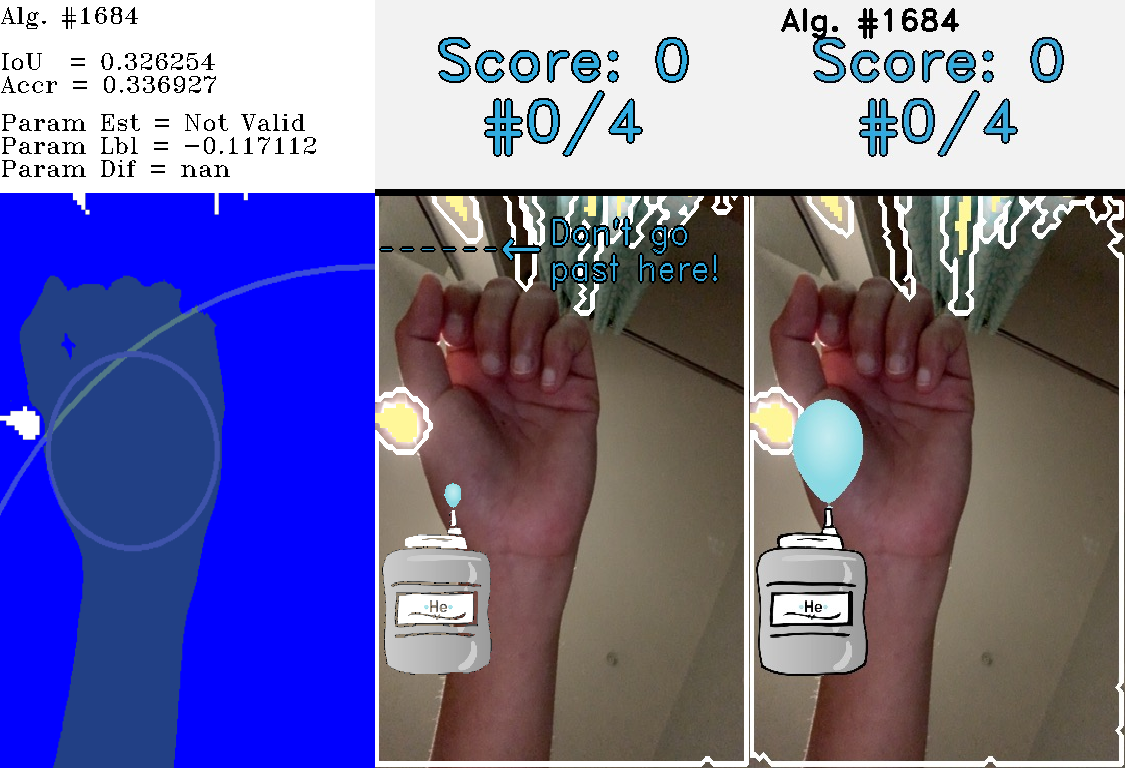 Alg. #1684
IoU = 0.326254
Accr = 0.336927
Param Est = Not Valid
Param Lbl = −0.117112
Param Dif = nan
Score: 0
#0/4
Don't go
past here!
He
Alg. #1684
Score: 0
#0/4
He